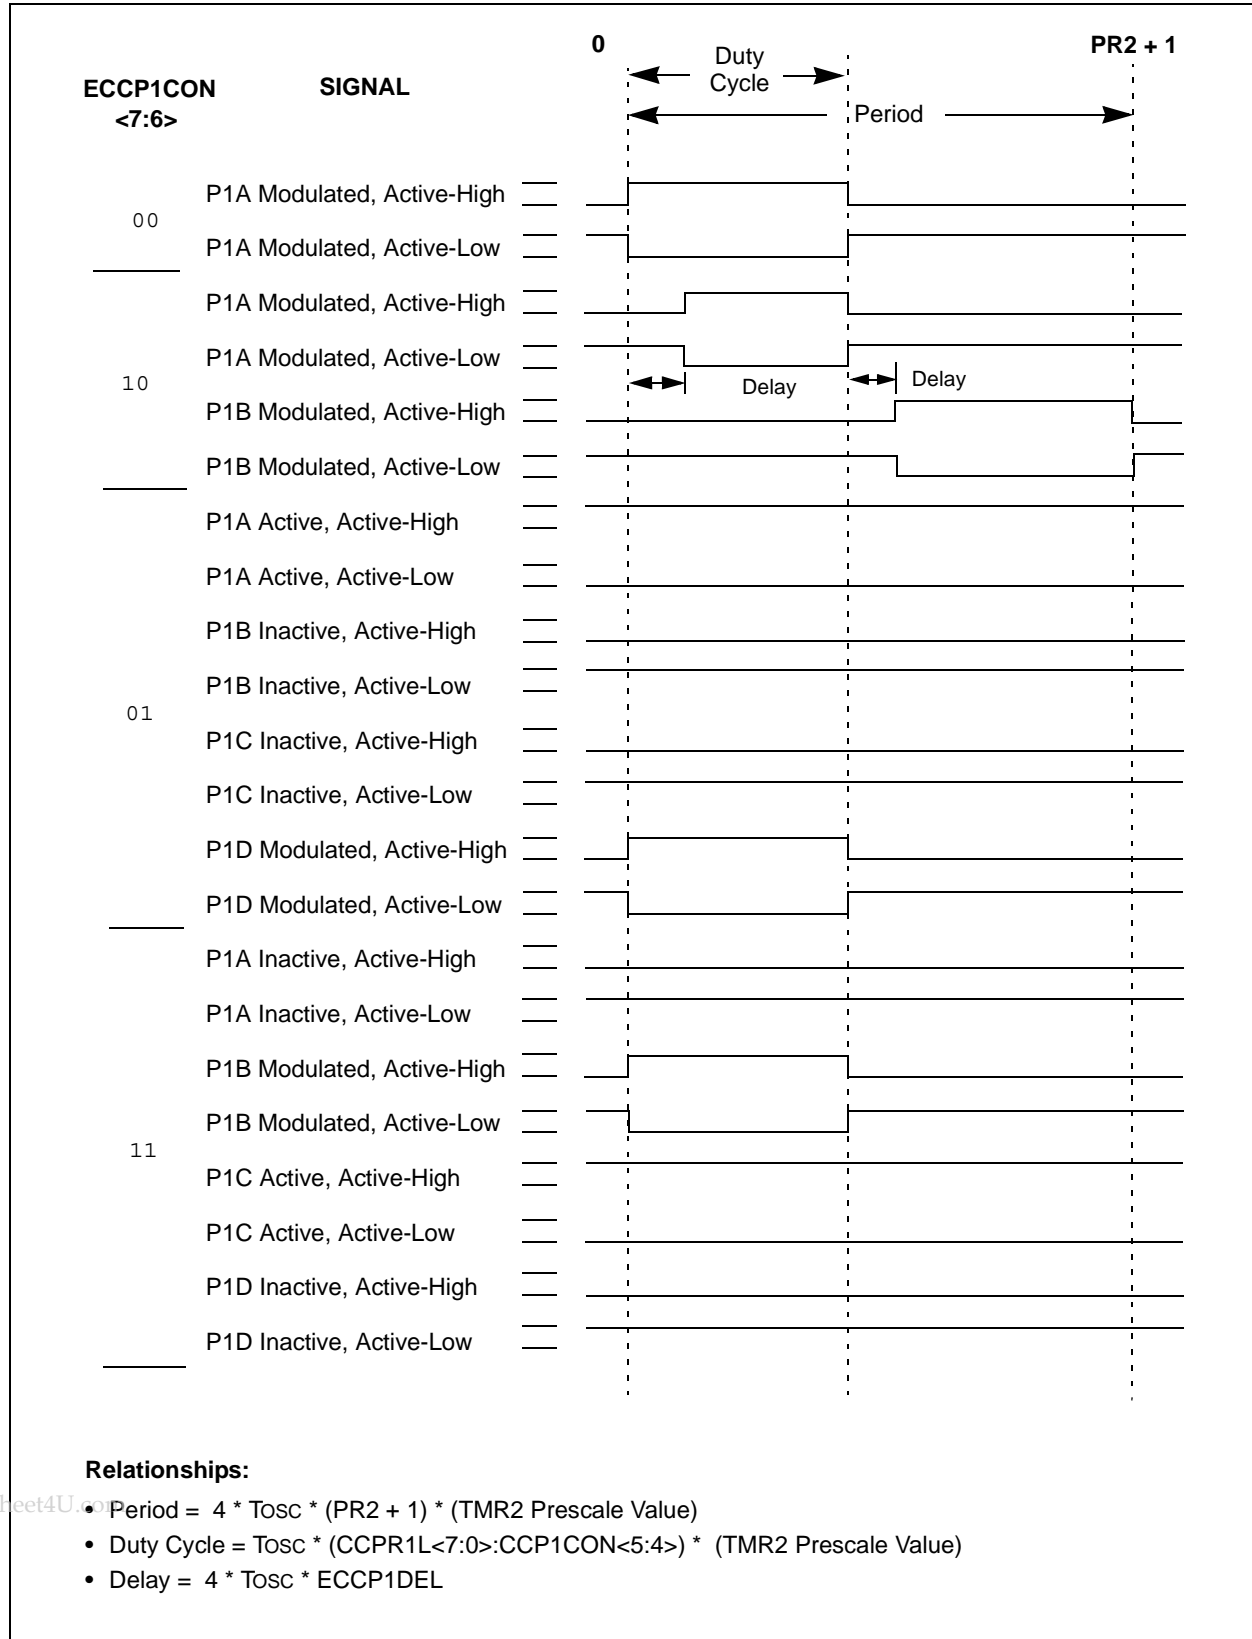 0
PR2 + 1
Duty
Cycle
ECCP1CON
<7:6>
SIGNAL
Period
00
P1A Modulated, Active-High
P1A Modulated, Active-Low
10
P1A Modulated, Active-High
P1A Modulated, Active-Low
Delay
Delay
P1B Modulated, Active-High
P1B Modulated, Active-Low
01
P1A Active, Active-High
P1A Active, Active-Low
P1B Inactive, Active-High
P1B Inactive, Active-Low
P1C Inactive, Active-High
P1C Inactive, Active-Low
P1D Modulated, Active-High
P1D Modulated, Active-Low
11
P1A Inactive, Active-High
P1A Inactive, Active-Low
P1B Modulated, Active-High
P1B Modulated, Active-Low
P1C Active, Active-High
P1C Active, Active-Low
P1D Inactive, Active-High
P1D Inactive, Active-Low
Relationships:
heet4U.com
• Period = 4 * TOSC * (PR2 + 1) * (TMR2 Prescale Value)
• Duty Cycle = TOSC * (CCPR1L<7:0>:CCP1CON<5:4>) * (TMR2 Prescale Value)
• Delay = 4 * TOSC * ECCP1DEL